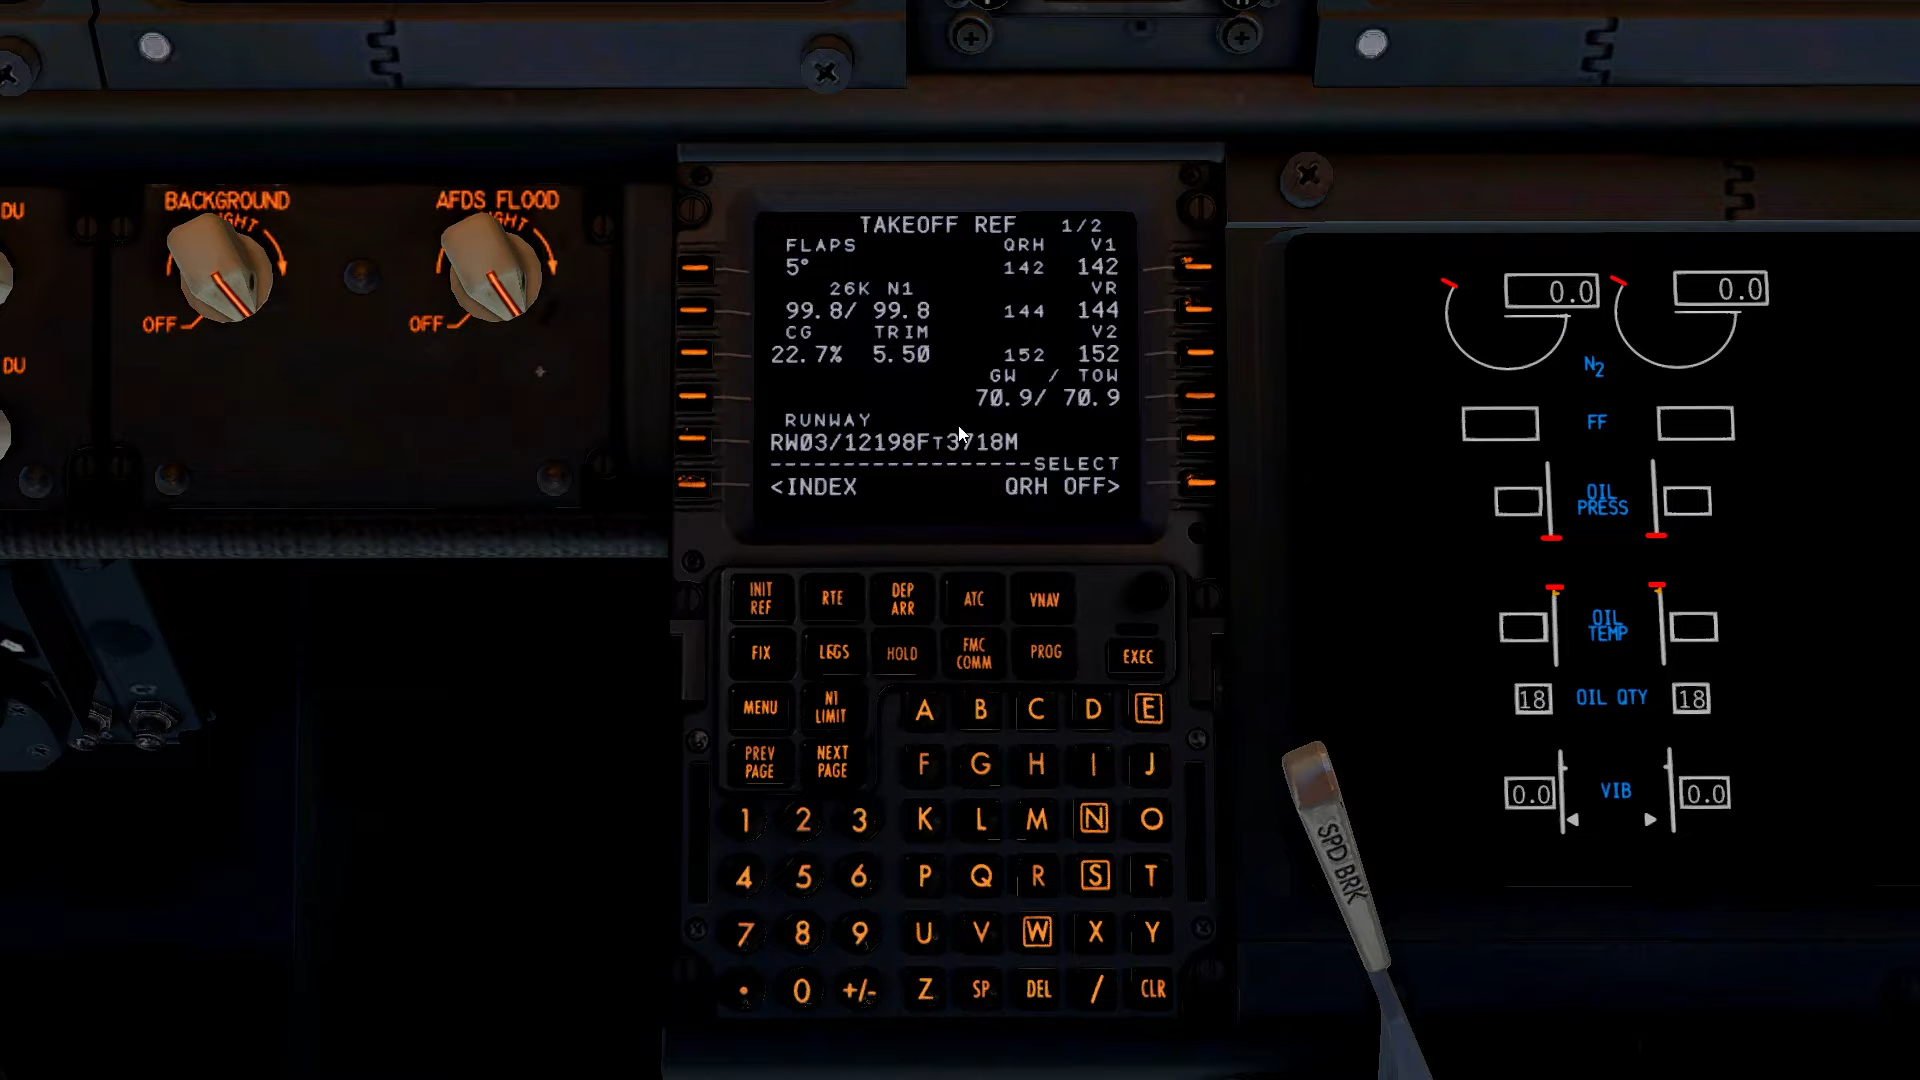 DU
BACKGROUND
LIGHT
OFF
AFDS FLOOD
LIGHT
OFF
DU
TAKEOFF REF 1/2
FLAPS QRH V1
5° 142 142
26K N1 VR
99.8/ 99.8 144 144
CG TRIM V2
22.7% 5.50 152 152
GW / TOW
70.9/ 70.9
RUNWAY
RW03/12198FT3718M
------------------SELECT
<INDEX QRH OFF>
INIT REF
RTE
DEP ARR
ATC
VNAV
FIX
LEGS
HOLD
FMC COMM
PROG
EXEC
MENU
N1 LIMIT
PREV PAGE
NEXT PAGE
A B C D E
F G H I J
1 2 3 K L M N O
4 5 6 P Q R S T
7 8 9 U V W X Y
. 0 +/- Z SP DEL / CLR
0.0 0.0
N2
FF
OIL PRESS
OIL TEMP
18 OIL QTY 18
0.0 VIB 0.0
SPD BRK